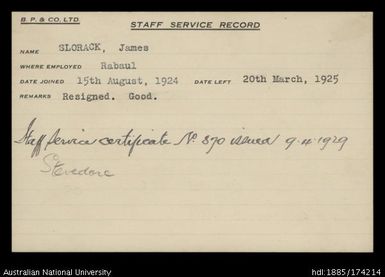 B. P. & CO. LTD.
STAFF SERVICE RECORD
NAME SLORACK, James
WHERE EMPLOYED Rabaul
DATE JOINED 15th August, 1924 DATE LEFT 20th March, 1925
REMARKS Resigned. Good.
Staff Service certificate No. 890 issued 9.4.1929
Stevedore
Australian National University
hdl:1885/174214